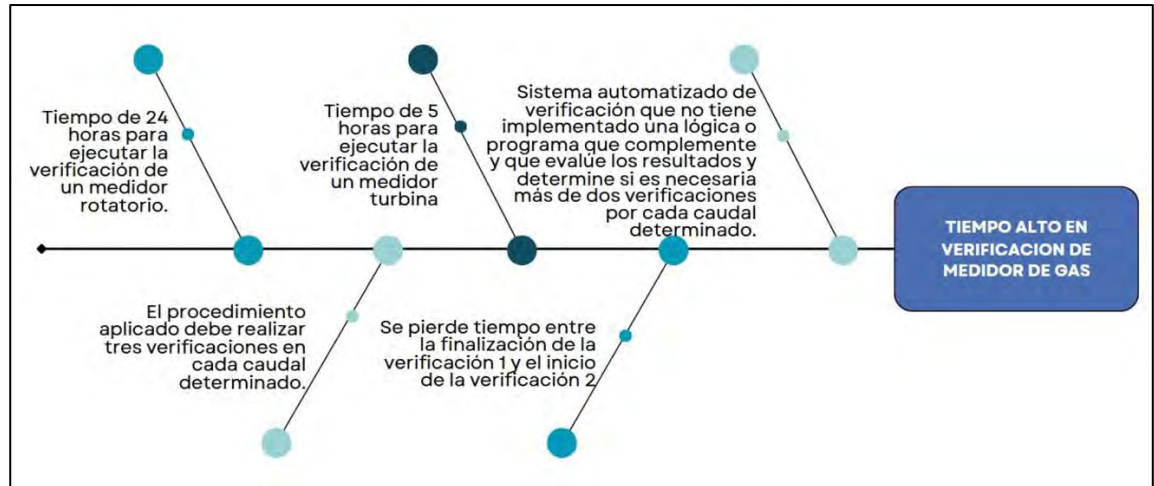 Tiempo de 24
horas para
ejecutar la
verificación de
un medidor
rotatorio.
Tiempo de 5
horas para
ejecutar la
verificación de
un medidor
turbina
Sistema automatizado de
verificación que no tiene
implementado una lógica o
programa que complemente
y que evalúe los resultados y
determine si es necesaria
más de dos verificaciones
por cada caudal
determinado.
TIEMPO ALTO EN
VERIFICACION DE
MEDIDOR DE GAS
El procedimiento
aplicado debe realizar
tres verificaciones en
cada caudal
determinado.
Se pierde tiempo entre
la finalización de la
verificación 1 y el inicio
de la verificación 2